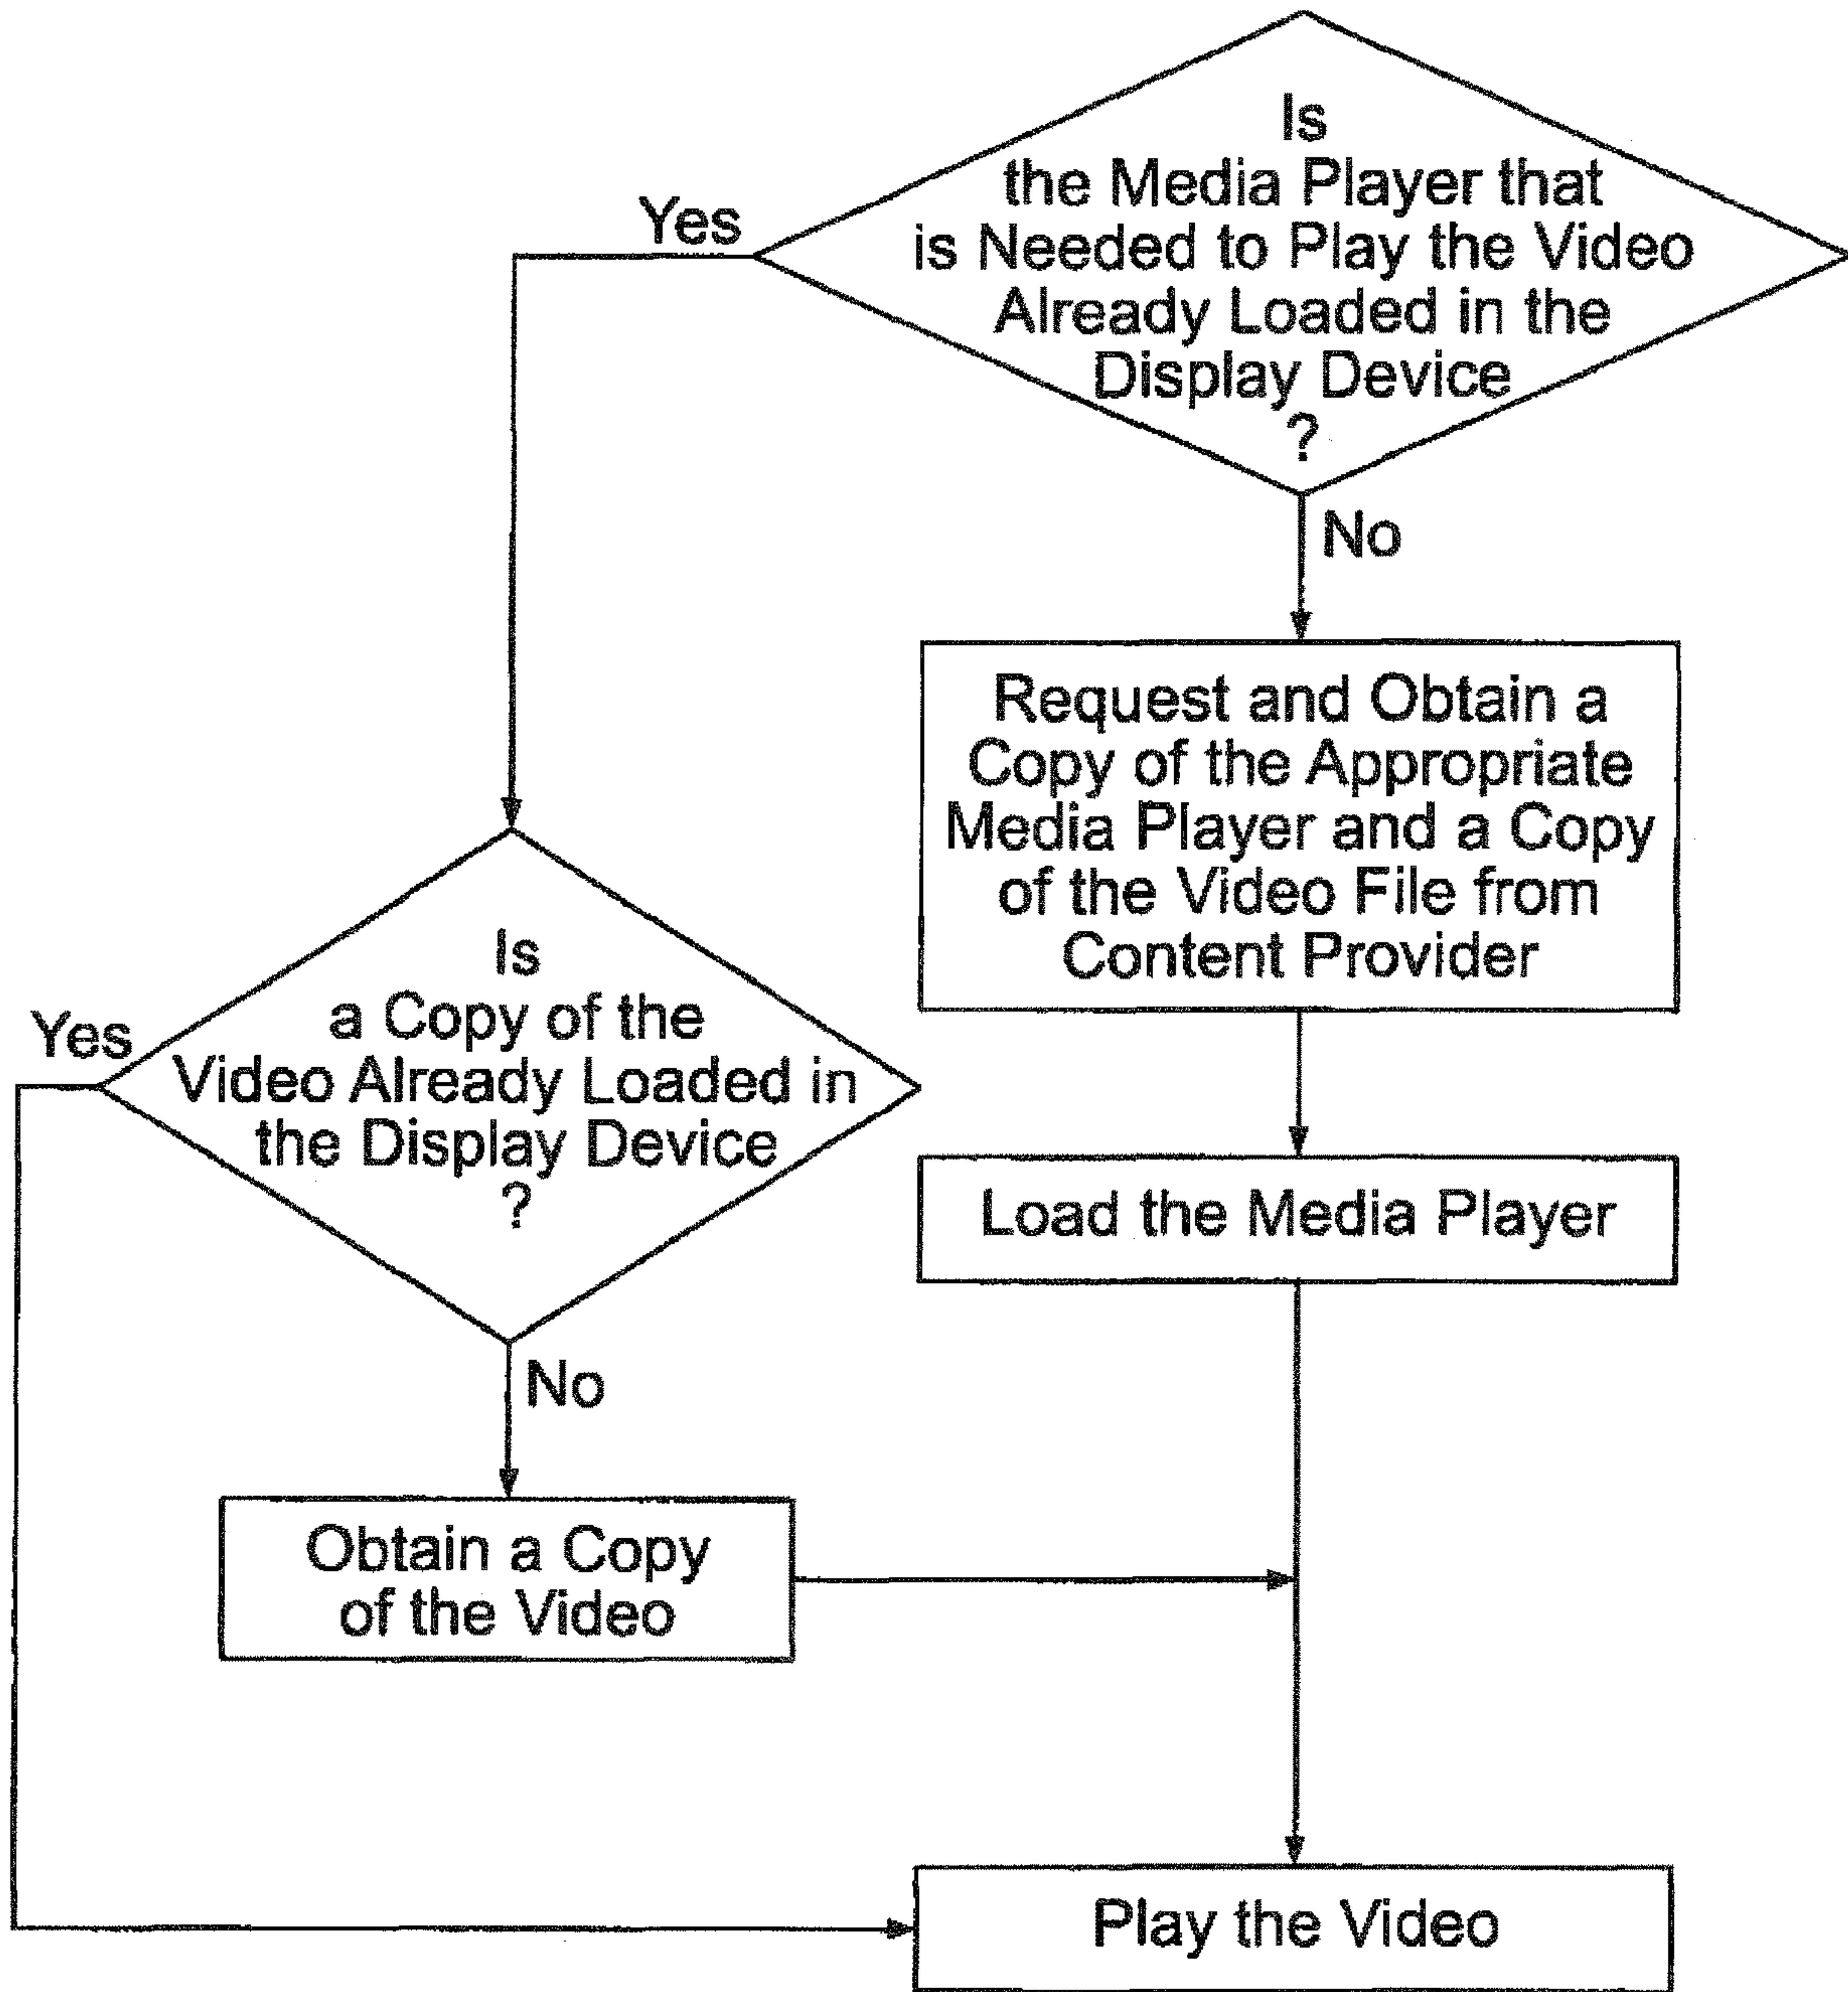 Is
the Media Player that
is Needed to Play the Video
Already Loaded in the
Display Device
?
Yes
No
Request and Obtain a
Copy of the Appropriate
Media Player and a Copy
of the Video File from
Content Provider
Is
a Copy of the
Video Already Loaded in
the Display Device
?
Yes
No
Load the Media Player
Obtain a Copy
of the Video
Play the Video